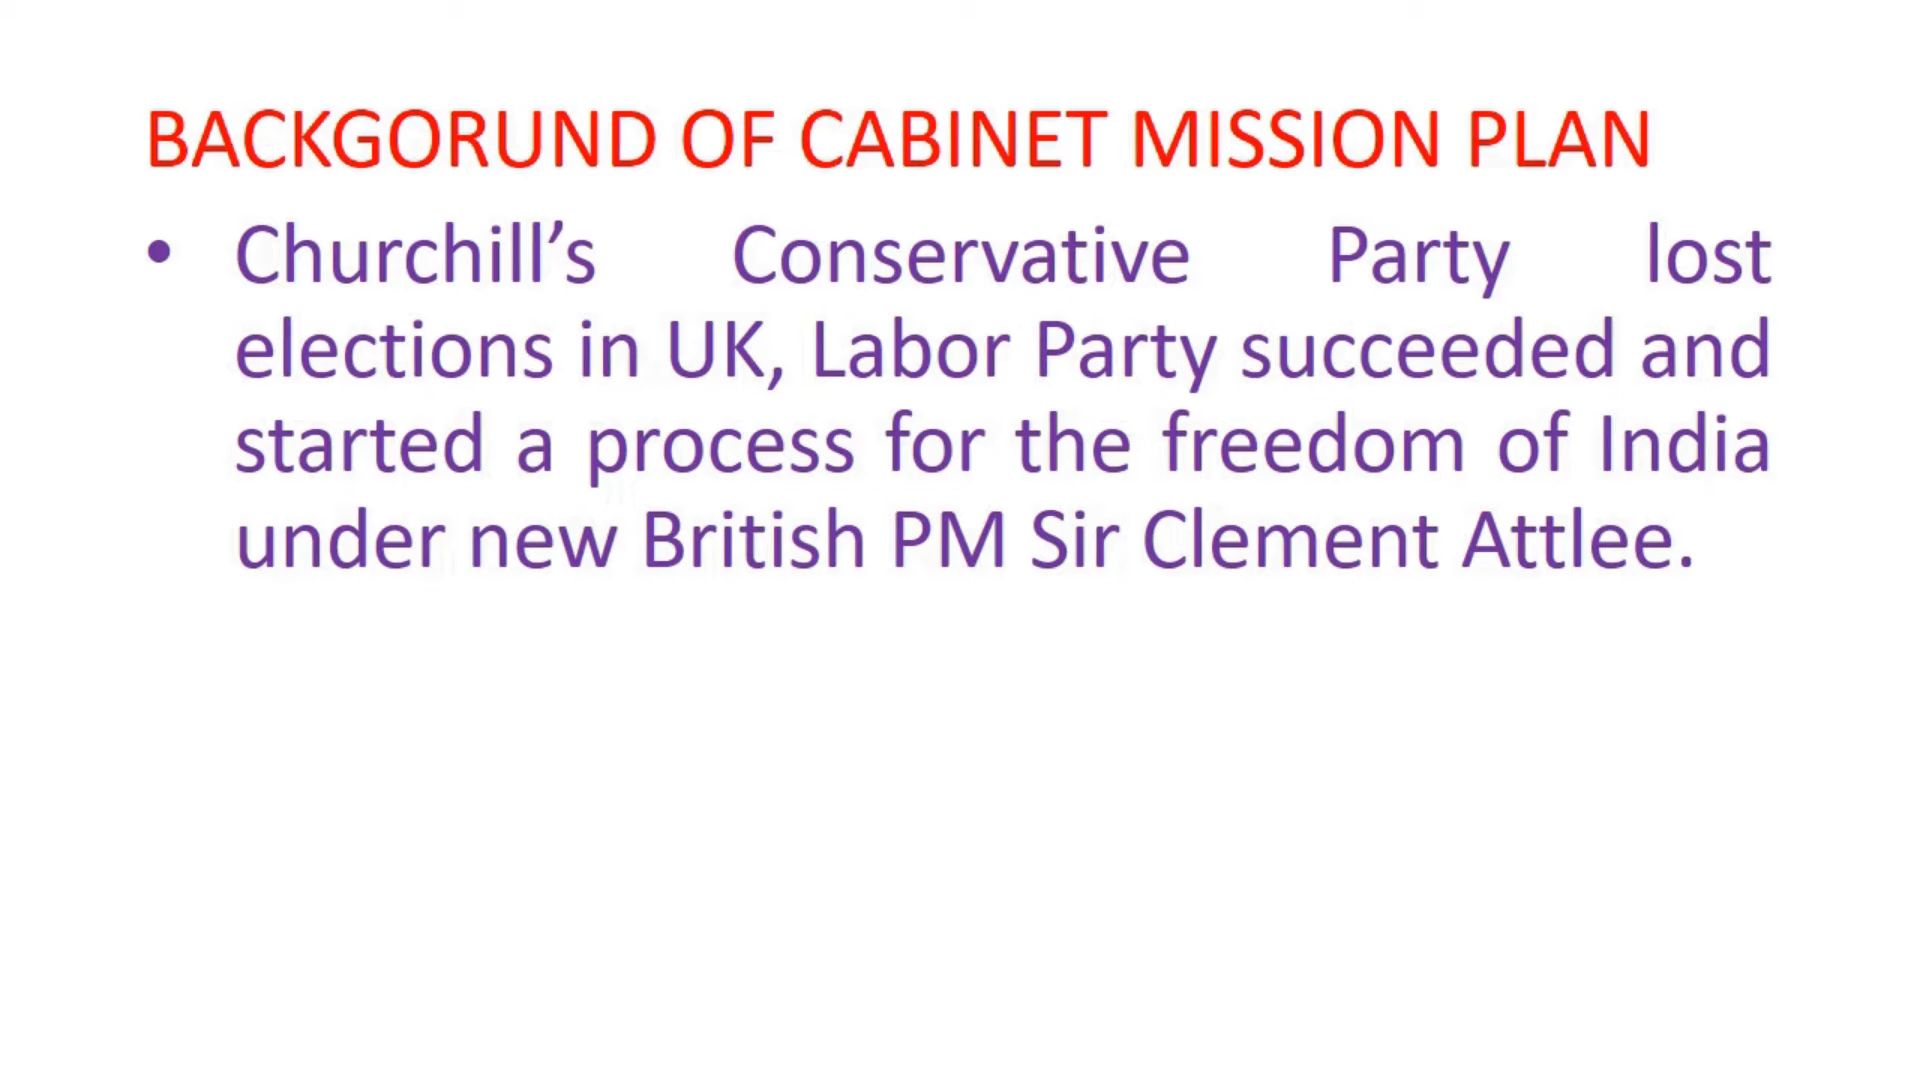 BACKGORUND OF CABINET MISSION PLAN
• Churchill’s Conservative Party lost
elections in UK, Labor Party succeeded and
started a process for the freedom of India
under new British PM Sir Clement Attlee.